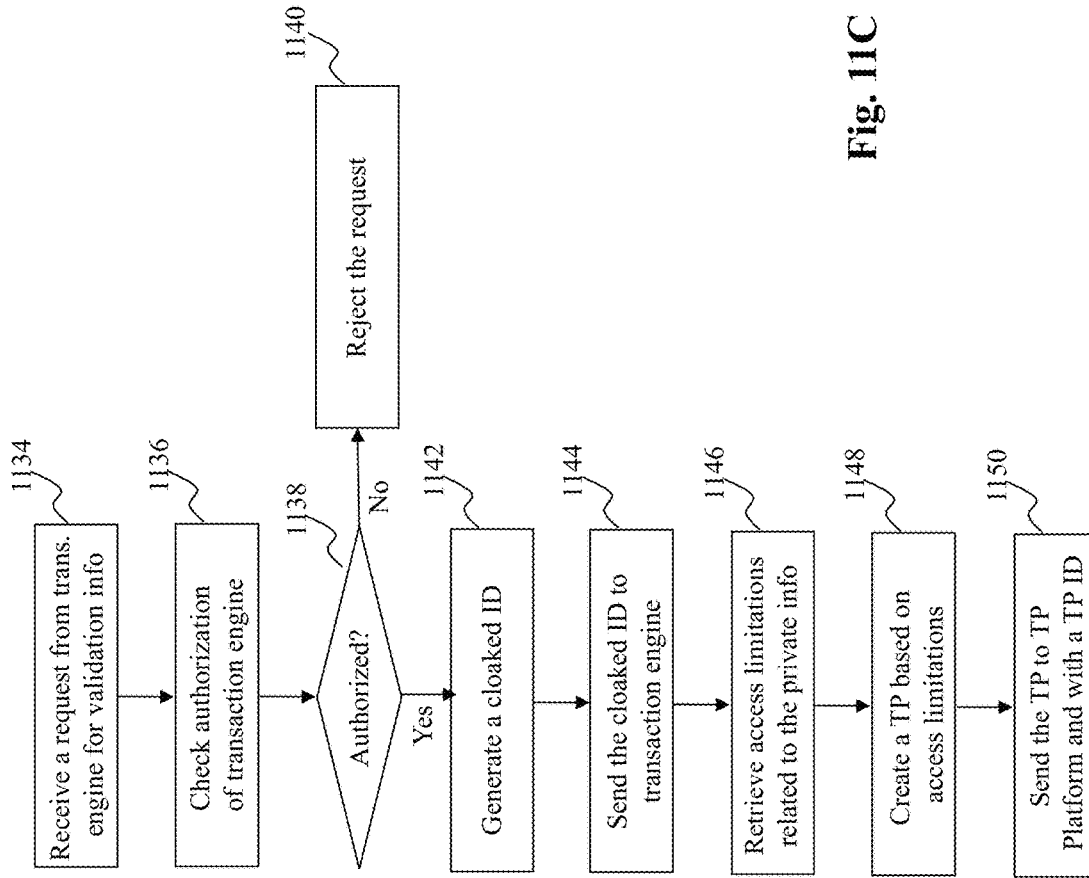 1134
Receive a request from trans.
engine for validation info
1136
Check authorization
of transaction engine
1138
Authorized?
No
1140
Reject the request
Yes
1142
Generate a cloaked ID
1144
Send the cloaked ID to
transaction engine
1146
Retrieve access limitations
related to the private info
1148
Create a TP based on
access limitations
1150
Send the TP to TP
Platform and with a TP ID
Fig. 11C